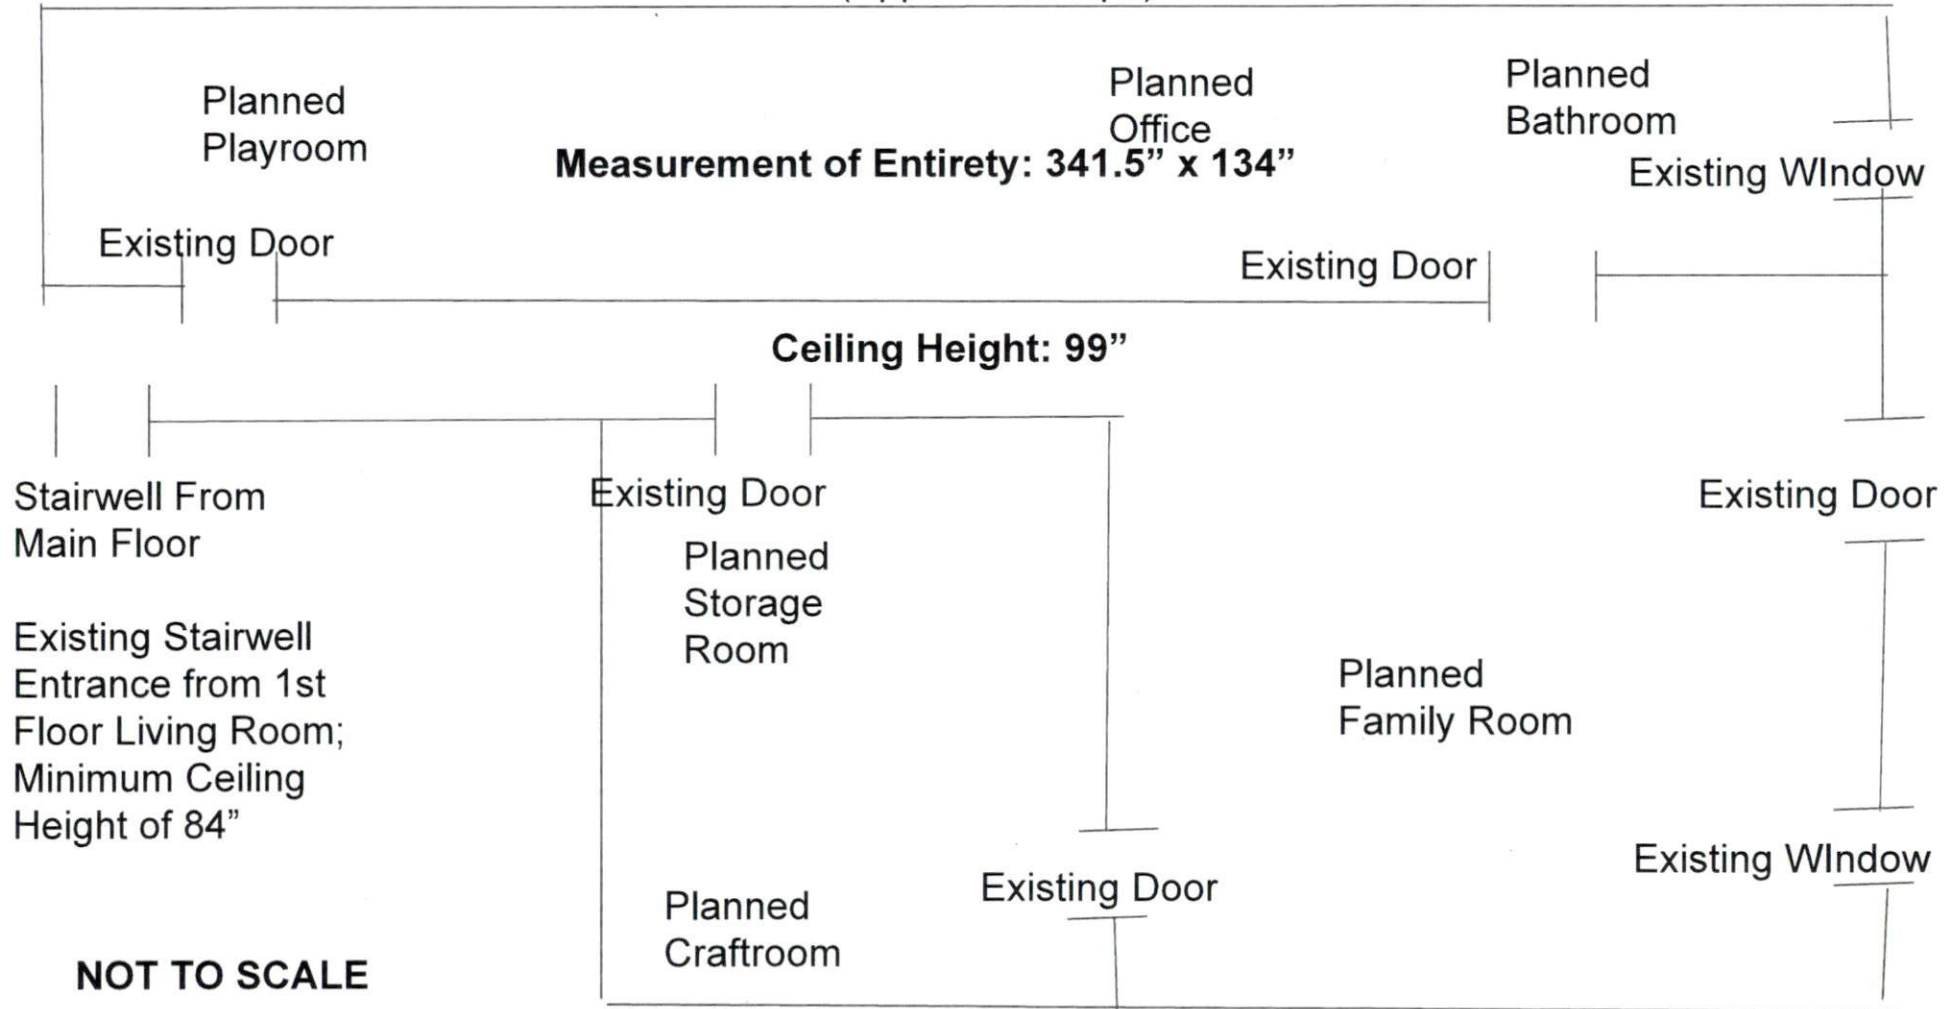 Planned
Playroom
Planned
Office
Planned
Bathroom
Measurement of Entirety: 341.5” x 134”
Existing WIndow
Existing Door
Existing Door
Ceiling Height: 99”
Stairwell From
Main Floor
Existing Door
Existing Door
Planned
Storage
Room
Existing Stairwell
Entrance from 1st
Floor Living Room;
Minimum Ceiling
Height of 84”
Planned
Family Room
Existing WIndow
Existing Door
Planned
Craftroom
NOT TO SCALE